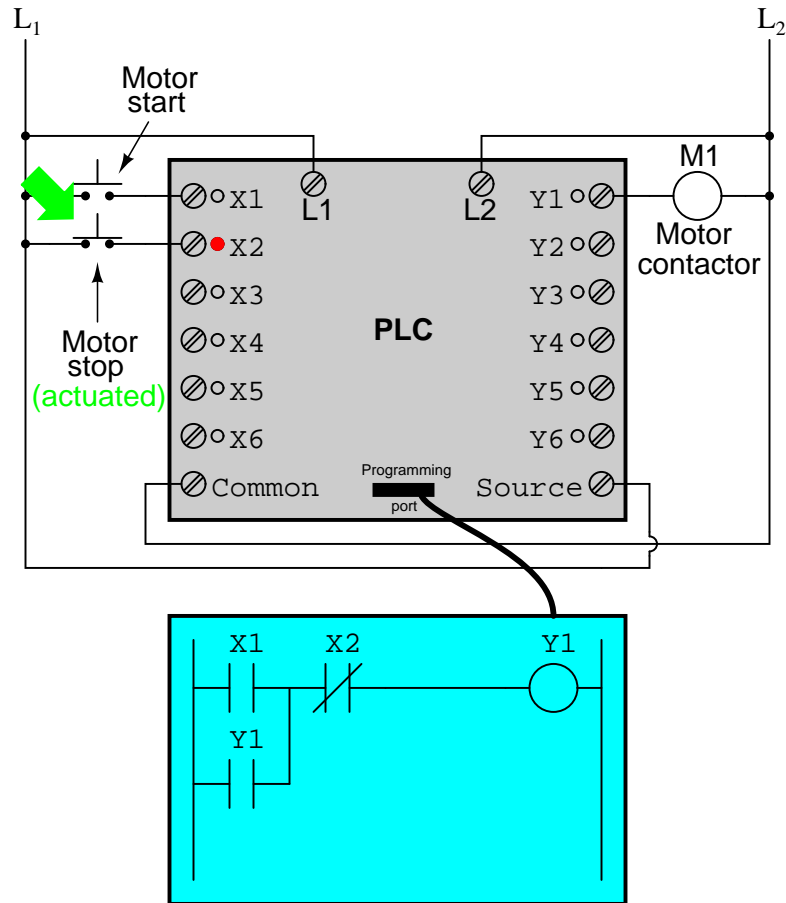 L1
L2
Motor
start
M1
X1
L1
L2
Y1
X2
Y2
Motor
contactor
X3
Y3
Motor
stop
(actuated)
X4
PLC
Y4
X5
Y5
X6
Y6
Common
Programming
port
Source
X1
X2
Y1
Y1